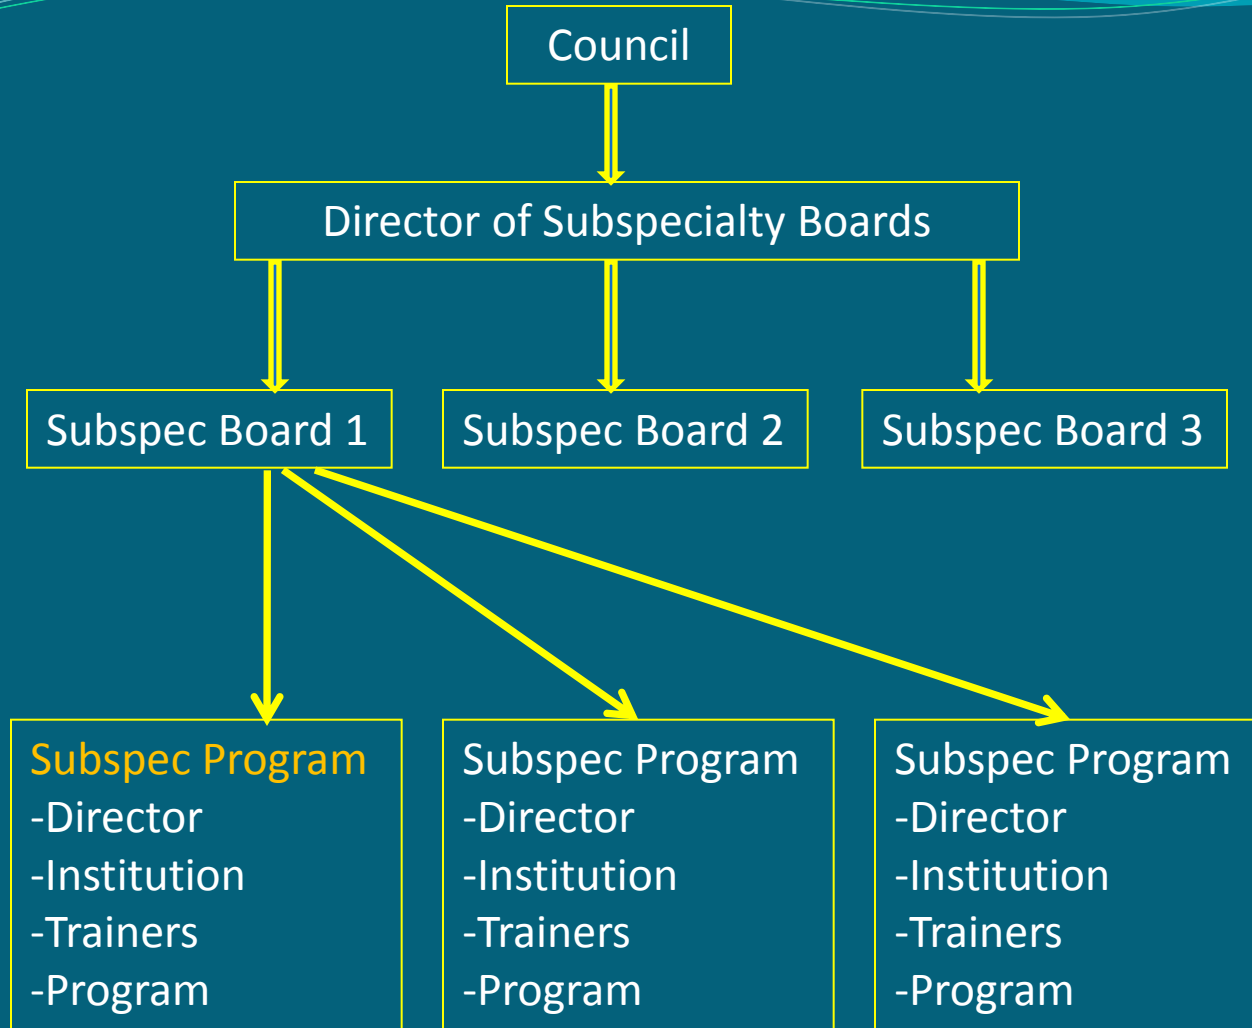 Council
Director of Subspecialty Boards
Subspec Board 1
Subspec Board 2
Subspec Board 3
Subspec Program
-Director
-Institution
-Trainers
-Program
Subspec Program
-Director
-Institution
-Trainers
-Program
Subspec Program
-Director
-Institution
-Trainers
-Program